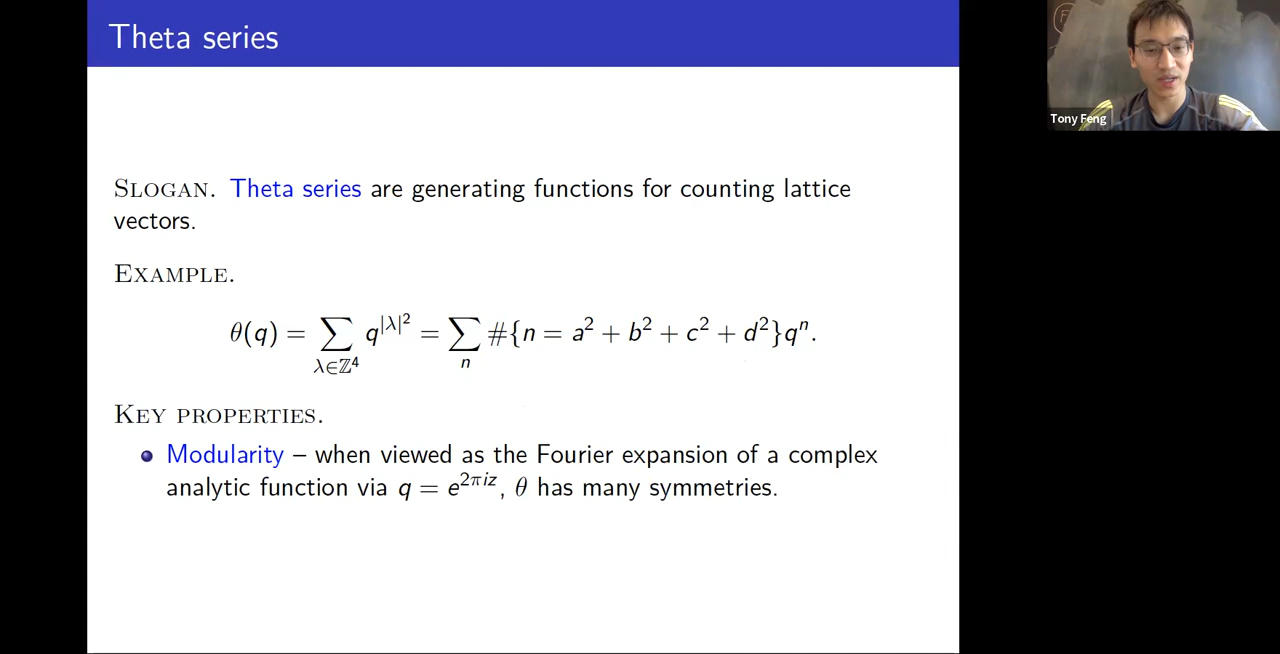 Theta series
Tony Feng
SLOGAN. Theta series are generating functions for counting lattice
vectors.
EXAMPLE.
θ(q) = ∑_{λ∈ℤ⁴} q^{|λ|²} = ∑_n #{n = a² + b² + c² + d²}qⁿ.
KEY PROPERTIES.
Modularity – when viewed as the Fourier expansion of a complex
analytic function via q = e^{2πiz}, θ has many symmetries.